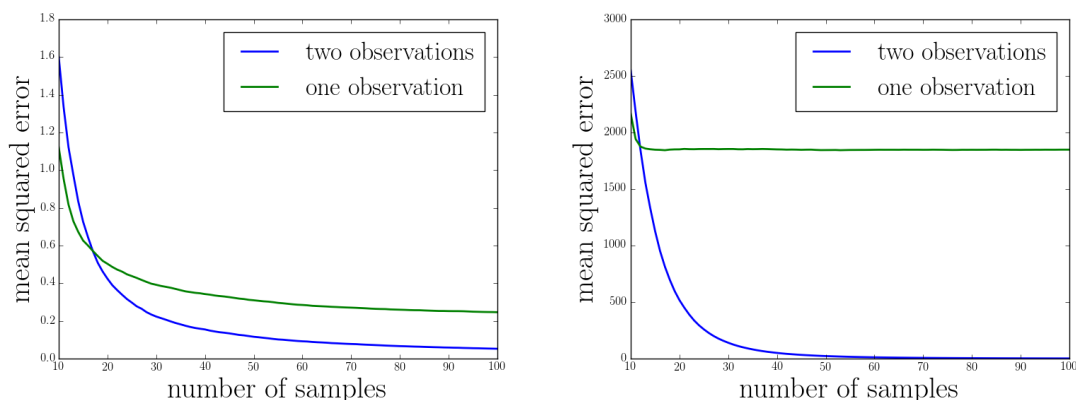 1.8
1.6
1.4
1.2
1.0
0.8
0.6
0.4
0.2
0.0
mean squared error
two observations
one observation
10 20 30 40 50 60 70 80 90 100
number of samples
3000
2500
2000
1500
1000
500
0
mean squared error
two observations
one observation
10 20 30 40 50 60 70 80 90 100
number of samples